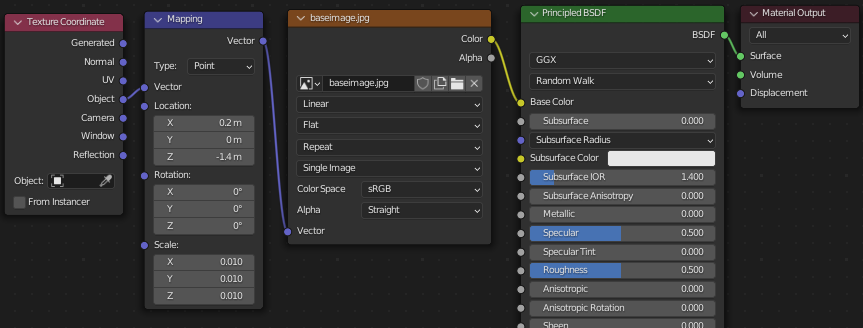 Texture Coordinate
Generated
Normal
UV
Object
Camera
Window
Reflection
Object:
From Instancer
Mapping
Vector
Type: Point
Vector
Location:
X 0.2 m
Y 0 m
Z -1.4 m
Rotation:
X 0°
Y 0°
Z 0°
Scale:
X 0.010
Y 0.010
Z 0.010
baseimage.jpg
Color
Alpha
baseimage.jpg
Linear
Flat
Repeat
Single Image
Color Space sRGB
Alpha Straight
Vector
Principled BSDF
BSDF
GGX
Random Walk
Base Color
Subsurface 0.000
Subsurface Radius
Subsurface Color
Subsurface IOR 1.400
Subsurface Anisotropy 0.000
Metallic 0.000
Specular 0.500
Specular Tint 0.000
Roughness 0.500
Anisotropic 0.000
Anisotropic Rotation 0.000
Sheen 0.000
Material Output
All
Surface
Volume
Displacement